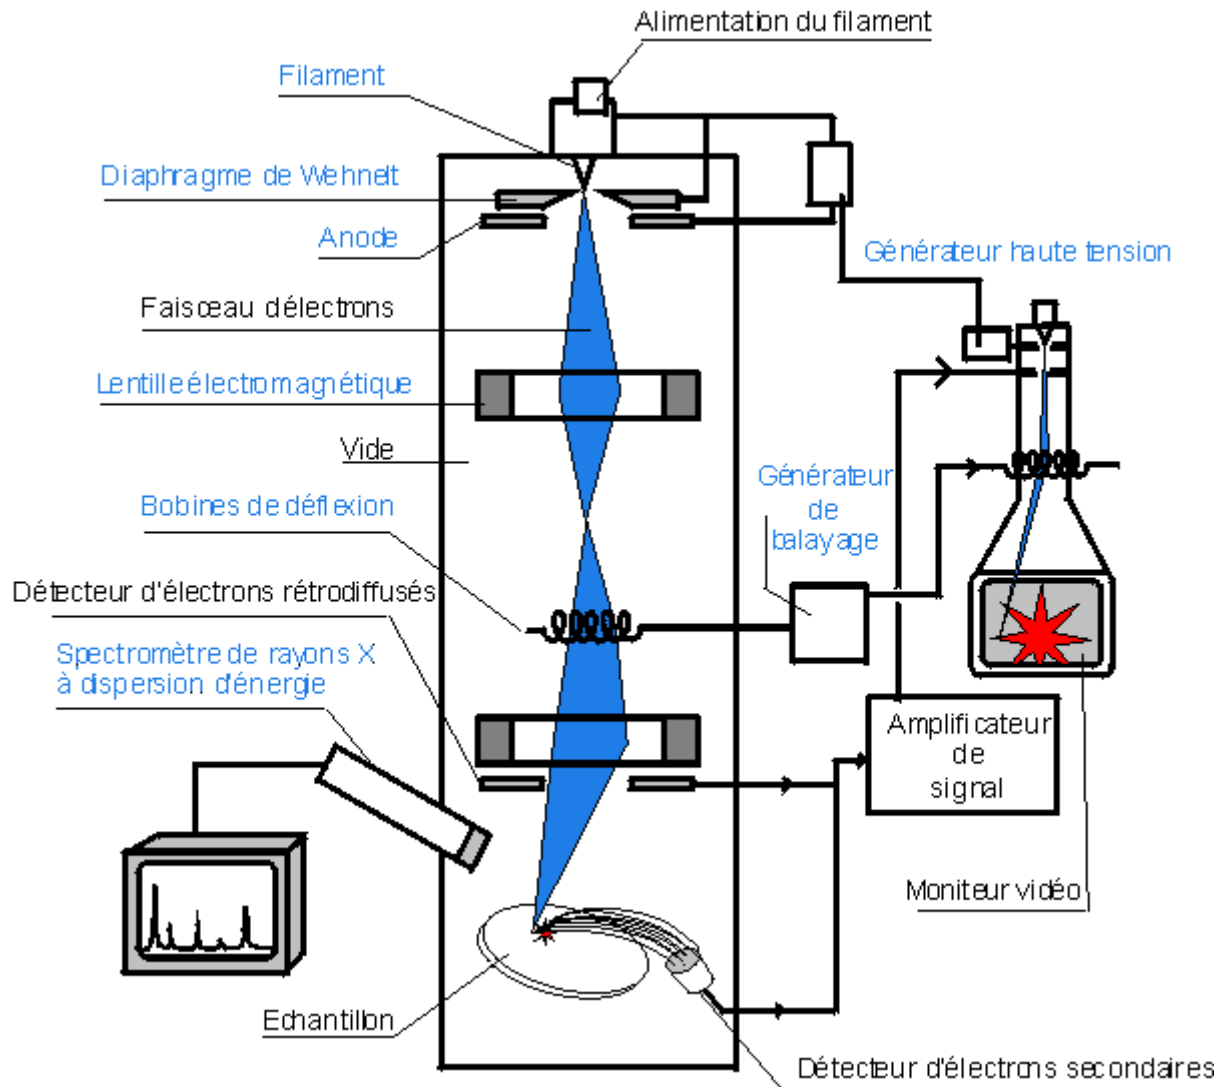 Alimentation du filament
Filament
Diaphragme de Wehnelt
Anode
Générateur haute tension
Faisceau délectrons
Lentille électromagnétique
Vide
Générateur
de
balayage
Bobines de déflexion
Détecteur d'électrons rétrodiffusés
Spectromètre de rayons X
à dispersion d'énergie
Amplificateur
de
signal
Moniteur vidéo
Echantillon
Détecteur d'électrons secondaires